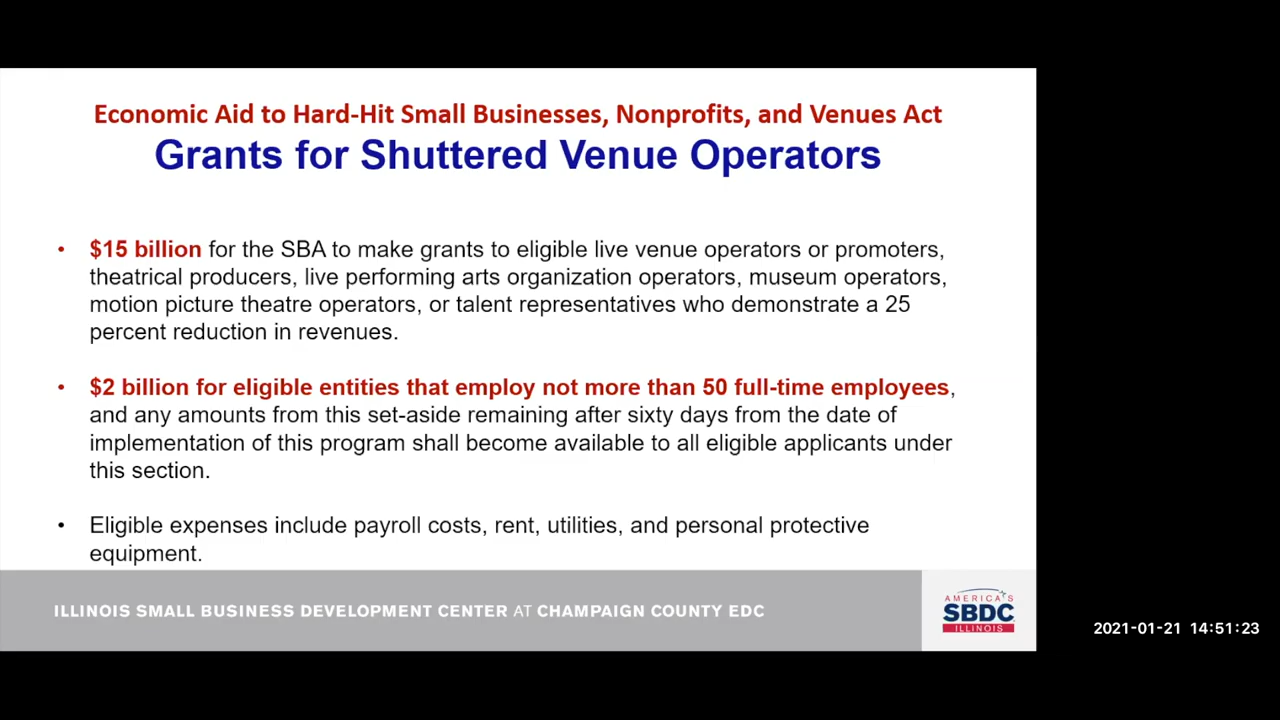 Economic Aid to Hard-Hit Small Businesses, Nonprofits, and Venues Act
Grants for Shuttered Venue Operators
• $15 billion for the SBA to make grants to eligible live venue operators or promoters,
theatrical producers, live performing arts organization operators, museum operators,
motion picture theatre operators, or talent representatives who demonstrate a 25
percent reduction in revenues.
• $2 billion for eligible entities that employ not more than 50 full-time employees,
and any amounts from this set-aside remaining after sixty days from the date of
implementation of this program shall become available to all eligible applicants under
this section.
• Eligible expenses include payroll costs, rent, utilities, and personal protective
equipment.
ILLINOIS SMALL BUSINESS DEVELOPMENT CENTER AT CHAMPAIGN COUNTY EDC
AMERICA'S
SBDC
ILLINOIS
2021-01-21 14:51:23